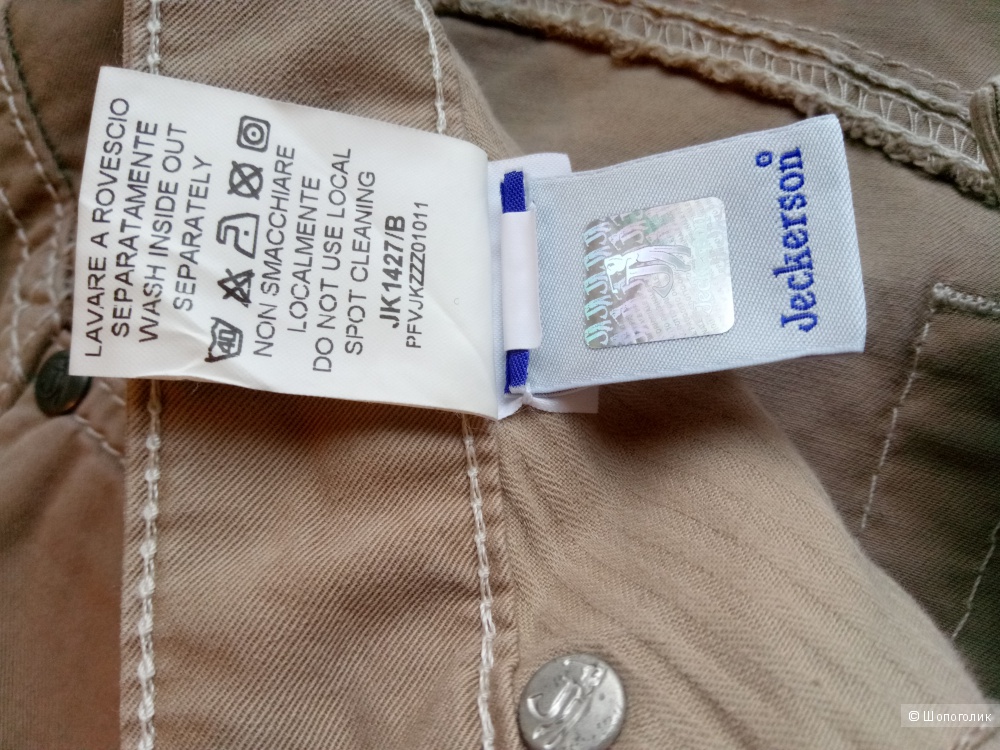 LAVARE A ROVESCIO
SEPARATAMENTE
WASH INSIDE OUT
SEPARATELY
40
NON SMACCHIARE
LOCALMENTE
DO NOT USE LOCAL
SPOT CLEANING
JK1427/B
PFVJKZZZ01011
Jeckerson°
© Шопоголик